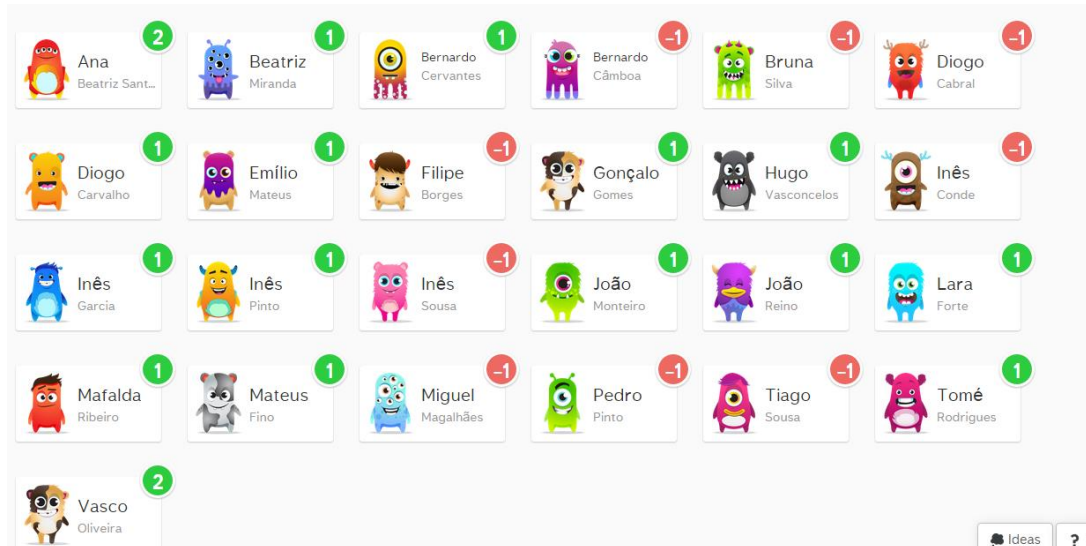 2
Ana
Beatriz Sant...
1
Beatriz
Miranda
1
Bernardo
Cervantes
-1
Bernardo
Câmboa
-1
Bruna
Silva
-1
Diogo
Cabral
1
Diogo
Carvalho
1
Emílio
Mateus
-1
Filipe
Borges
1
Gonçalo
Gomes
1
Hugo
Vasconcelos
-1
Inês
Conde
1
Inês
Garcia
1
Inês
Pinto
-1
Inês
Sousa
1
João
Monteiro
1
João
Reino
1
Lara
Forte
1
Mafalda
Ribeiro
1
Mateus
Fino
-1
Miguel
Magalhães
-1
Pedro
Pinto
-1
Tiago
Sousa
1
Tomé
Rodrigues
2
Vasco
Oliveira
Ideas
?